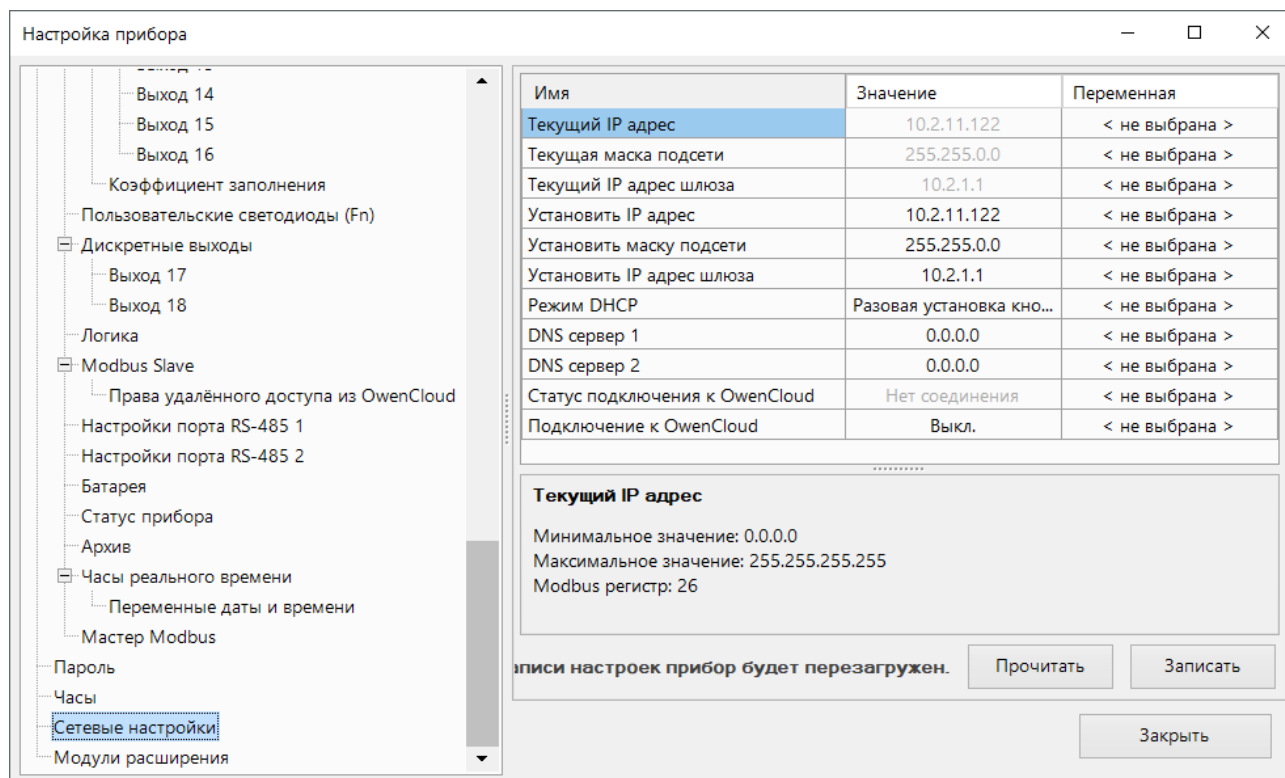 Настройка прибора
Выход 14
Выход 15
Выход 16
Коэффициент заполнения
Пользовательские светодиоды (Fn)
Дискретные выходы
Выход 17
Выход 18
Логика
Modbus Slave
Права удалённого доступа из OwenCloud
Настройки порта RS-485 1
Настройки порта RS-485 2
Батарея
Статус прибора
Архив
Часы реального времени
Переменные даты и времени
Мастер Modbus
Пароль
Часы
Сетевые настройки
Модули расширения
Имя Значение Переменная
Текущий IP адрес 10.2.11.122 < не выбрана >
Текущая маска подсети 255.255.0.0 < не выбрана >
Текущий IP адрес шлюза 10.2.1.1 < не выбрана >
Установить IP адрес 10.2.11.122 < не выбрана >
Установить маску подсети 255.255.0.0 < не выбрана >
Установить IP адрес шлюза 10.2.1.1 < не выбрана >
Режим DHCP Разовая установка кно... < не выбрана >
DNS сервер 1 0.0.0.0 < не выбрана >
DNS сервер 2 0.0.0.0 < не выбрана >
Статус подключения к OwenCloud Нет соединения < не выбрана >
Подключение к OwenCloud Выкл. < не выбрана >
Текущий IP адрес
Минимальное значение: 0.0.0.0
Максимальное значение: 255.255.255.255
Modbus регистр: 26
аписи настроек прибор будет перезагружен.
Прочитать
Записать
Закрыть